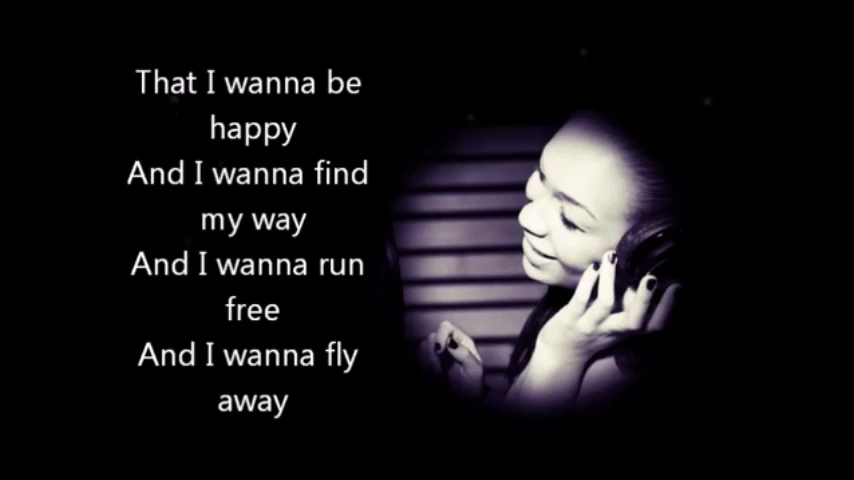 That I wanna be
happy
And I wanna find
my way
And I wanna run
free
And I wanna fly
away